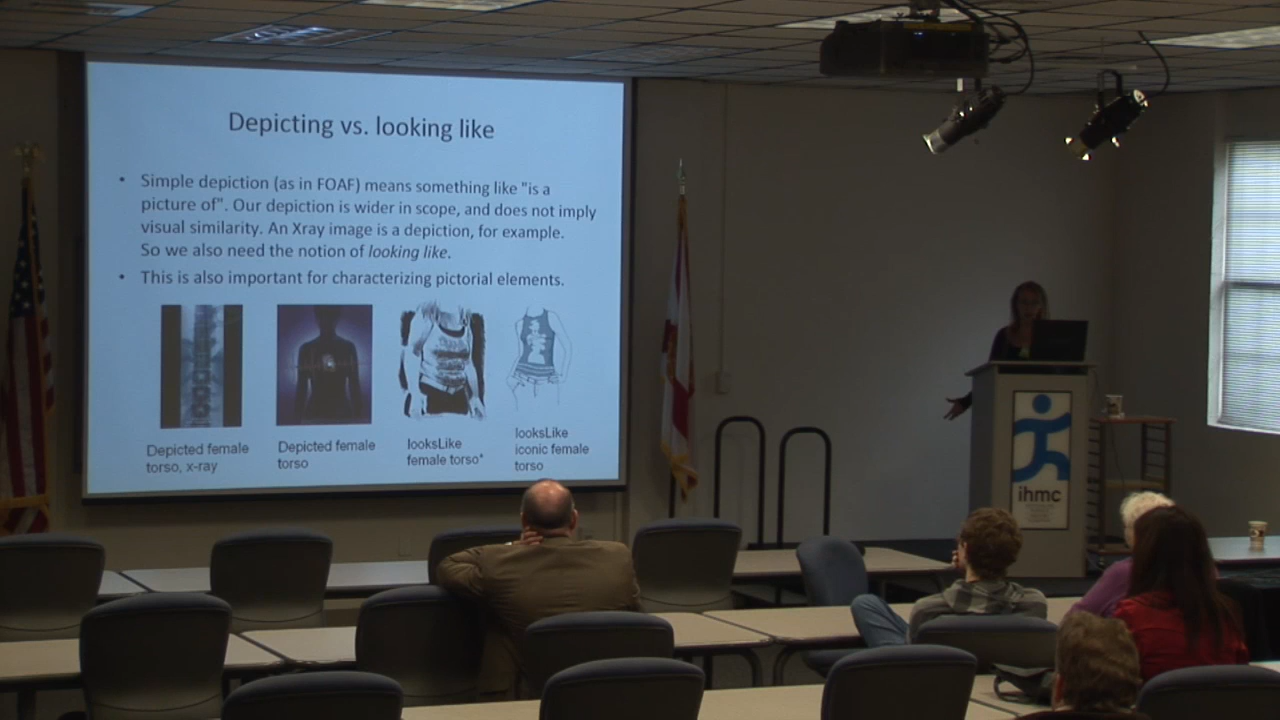 Depicting vs. looking like
• Simple depiction (as in FOAF) means something like "is a
picture of". Our depiction is wider in scope, and does not imply
visual similarity. An Xray image is a depiction, for example.
So we also need the notion of looking like.
• This is also important for characterizing pictorial elements.
Depicted female
torso, x-ray
Depicted female
torso
looksLike
female torso*
looksLike
iconic female
torso
ihmc